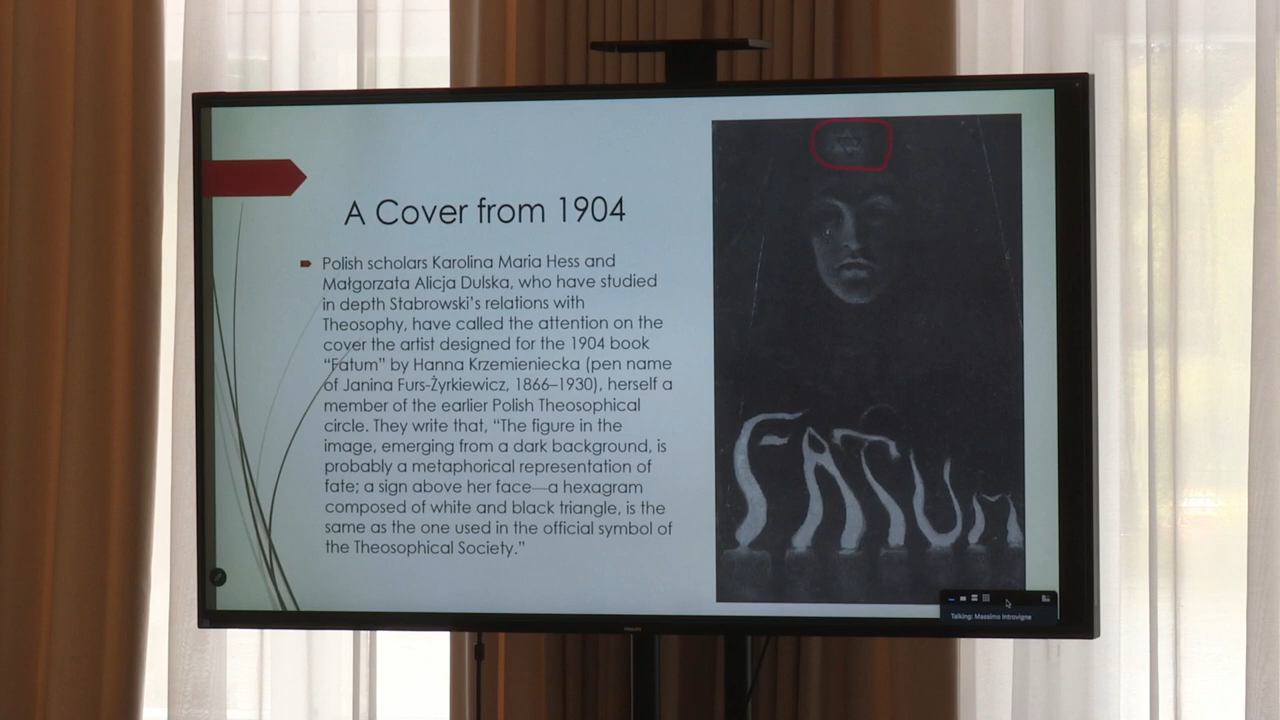 A Cover from 1904
Polish scholars Karolina Maria Hess and
Małgorzata Alicja Dulska, who have studied
in depth Stabrowski's relations with
Theosophy, have called the attention on the
cover the artist designed for the 1904 book
“Fatum” by Hanna Krzemieniecka (pen name
of Janina Furs-Żyrkiewicz, 1866–1930), herself a
member of the earlier Polish Theosophical
circle. They write that, “The figure in the
image, emerging from a dark background, is
probably a metaphorical representation of
fate; a sign above her face—a hexagram
composed of white and black triangle, is the
same as the one used in the official symbol of
the Theosophical Society.”
FATUM
Talking: Massimo Introvigne
PHILIPS